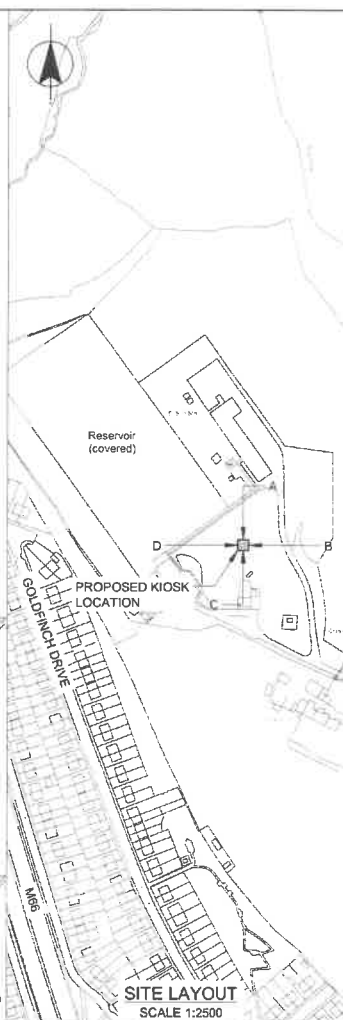 Reservoir
(covered)
A
D
B
PROPOSED KIOSK
LOCATION
C
GOLDFINCH DRIVE
M66
SITE LAYOUT
SCALE 1:2500